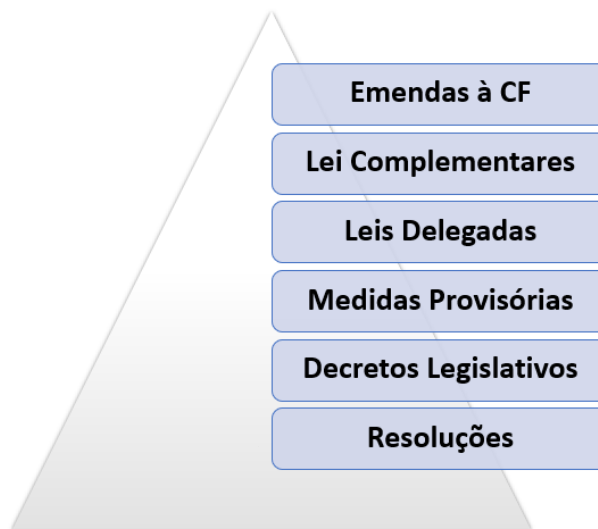 Emendas à CF
Lei Complementares
Leis Delegadas
Medidas Provisórias
Decretos Legislativos
Resoluções